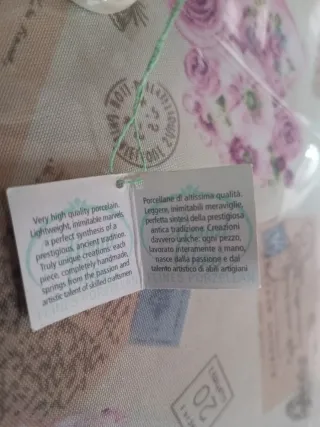 Very high quality porcelain.
Lightweight, inimitable marvels
a perfect synthesis of a
prestigious, ancient tradition.
Truly unique creations: each
piece, completely handmade,
springs from the passion and
artistic talent of skilled craftsmen
Porcellane di altissima qualità.
Leggere, inimitabili meraviglie,
perfetta sintesi della prestigiosa
antica tradizione. Creazioni
davvero uniche: ogni pezzo,
lavorato interamente a mano,
nasce dalla passione e dal
talento artistico di abili artigiani
20